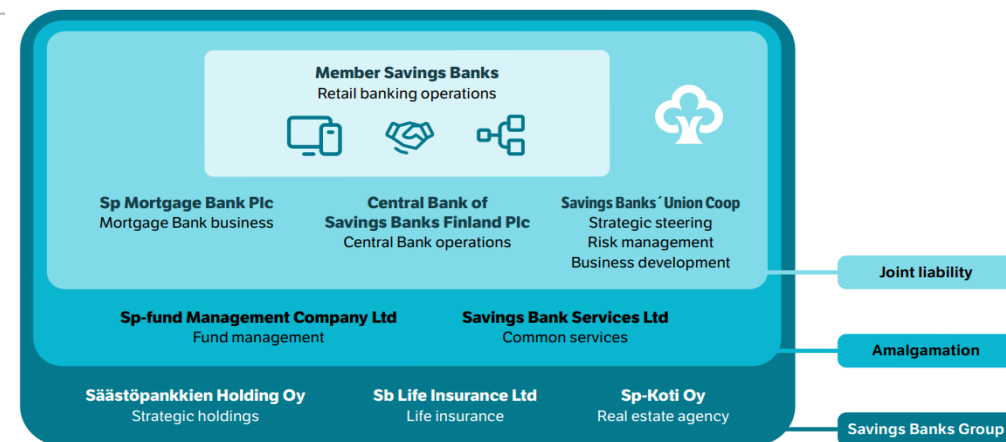 Member Savings Banks
Retail banking operations
Sp Mortgage Bank Plc
Mortgage Bank business
Central Bank of
Savings Banks Finland Plc
Central Bank operations
Savings Banks´Union Coop
Strategic steering
Risk management
Business development
Joint liability
Sp-fund Management Company Ltd
Fund management
Savings Bank Services Ltd
Common services
Amalgamation
Säästöpankkien Holding Oy
Strategic holdings
Sb Life Insurance Ltd
Life insurance
Sp-Koti Oy
Real estate agency
Savings Banks Group